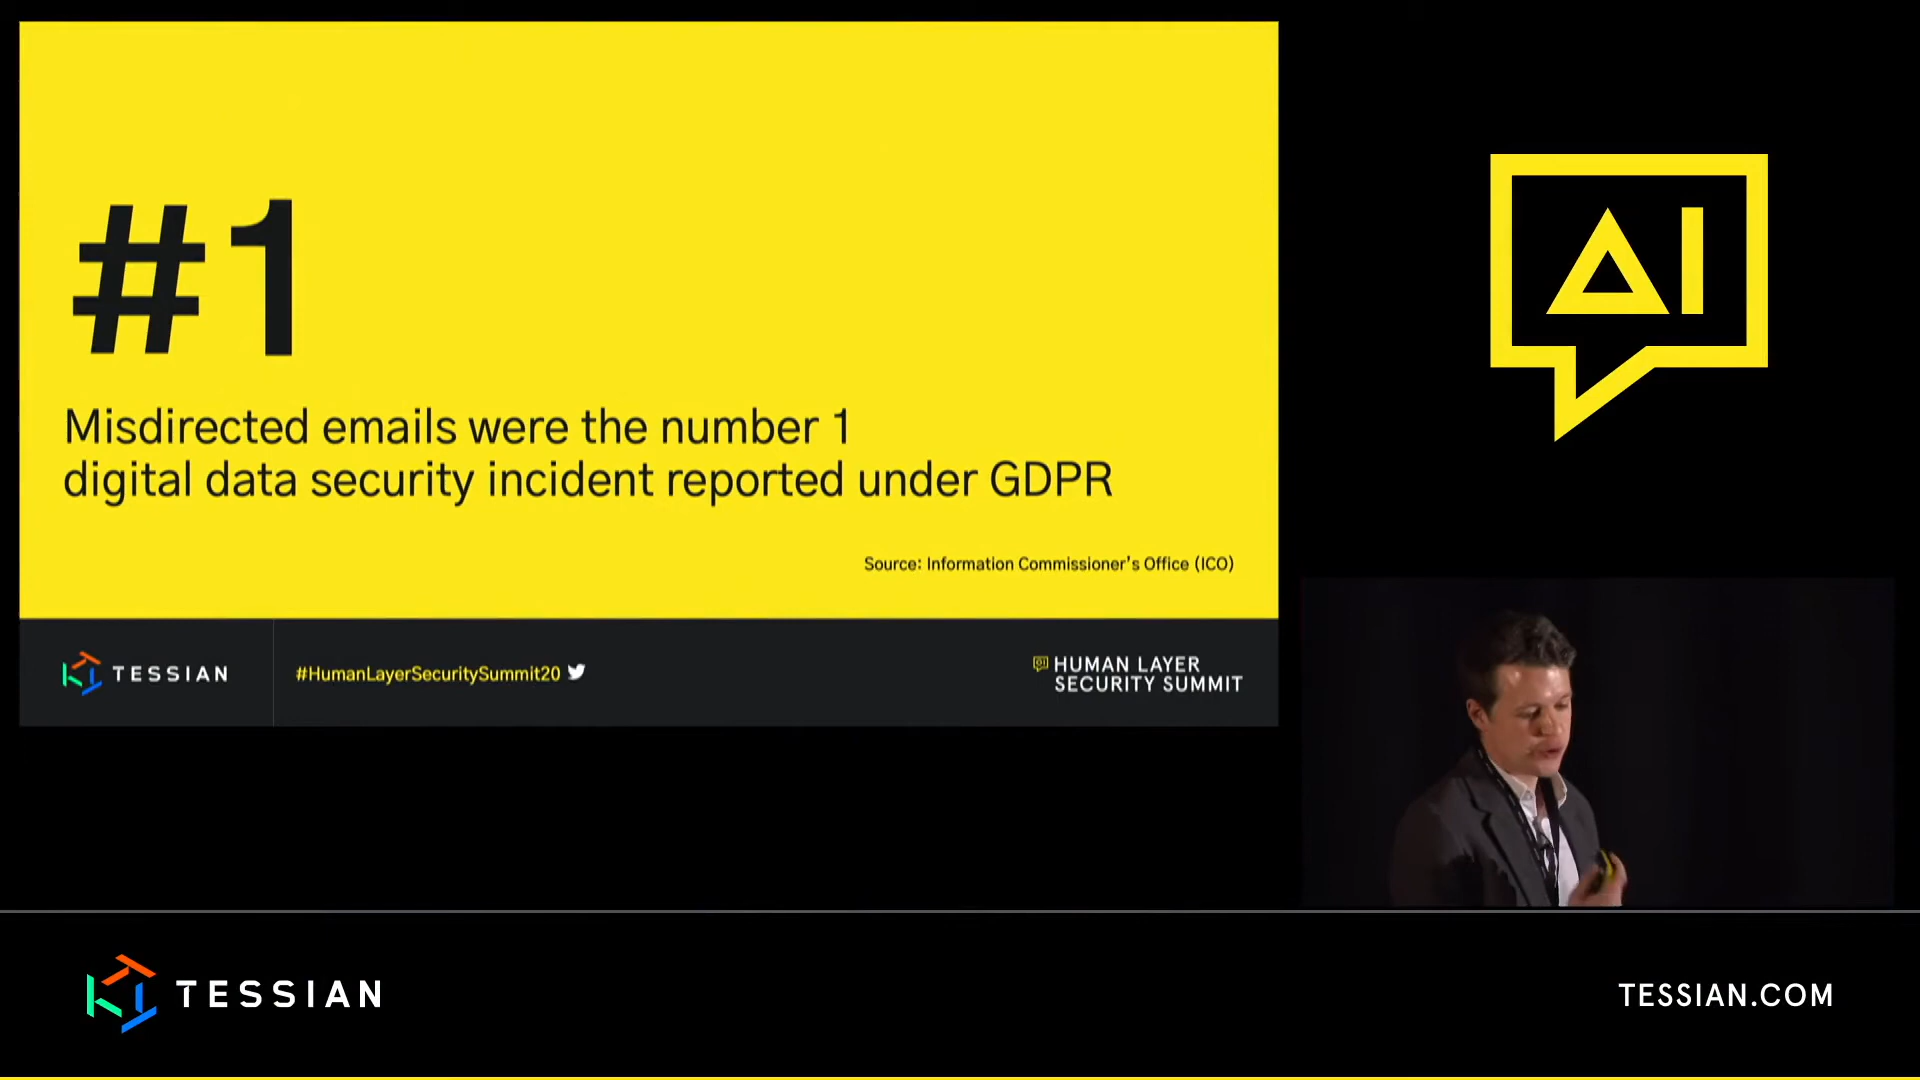 #1
Misdirected emails were the number 1
digital data security incident reported under GDPR
Source: Information Commissioner's Office (ICO)
TESSIAN
#HumanLayerSecuritySummit20
HUMAN LAYER
SECURITY SUMMIT
AI
TESSIAN
TESSIAN.COM